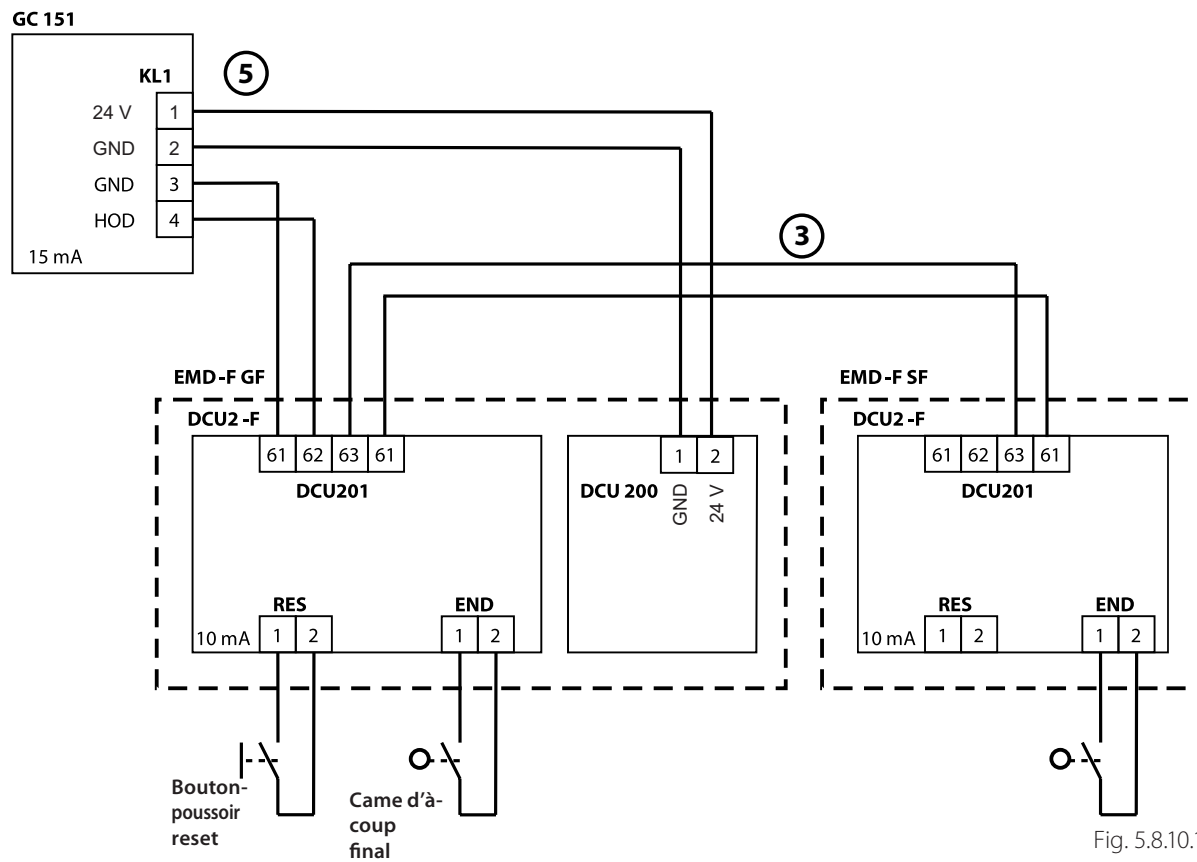 GC 151
KL1
5
24 V 1
GND 2
GND 3
HOD 4
15 mA
3
EMD-F GF
EMD-F SF
DCU2 -F
DCU2 -F
61 62 63 61
1 2
61 62 63 61
DCU201
DCU 200
GND
24 V
DCU201
RES
END
RES
END
10 mA
1 2
1 2
10 mA
1 2
1 2
Bouton-
poussoir
reset
Came d'à-
coup
final
Fig. 5.8.10.